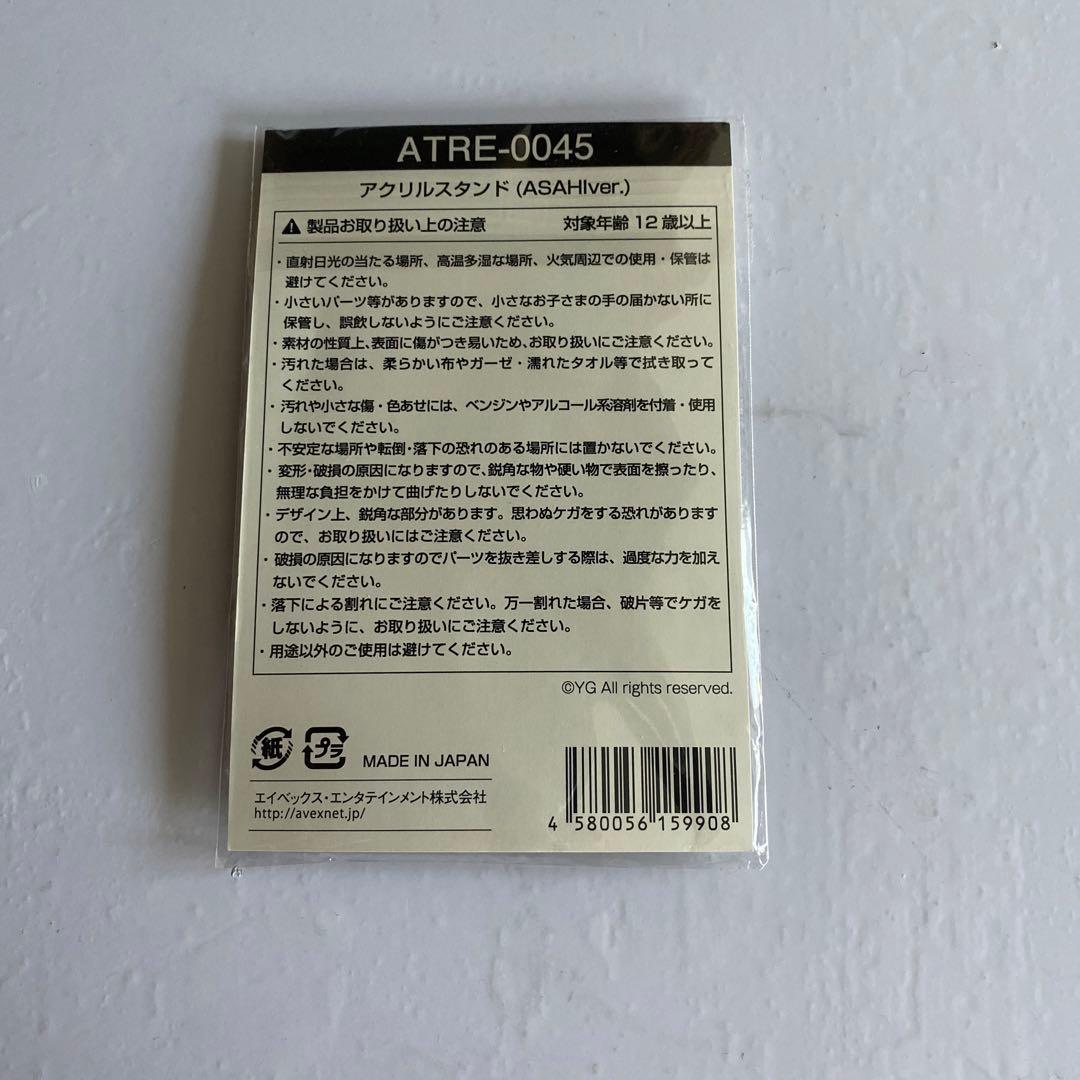 ATRE-0045
アクリルスタンド(ASAHIver.)
製品お取り扱い上の注意 対象年齢 12 歳以上
・直射日光の当たる場所、高温多湿な場所、火気周辺での使用・保管は
避けてください。
・小さいパーツ等がありますので、小さなお子さまの手の届かない所に
保管し、誤飲しないようにご注意ください。
・素材の性質上、表面に傷がつき易いため、お取り扱いにご注意ください。
・汚れた場合は、柔らかい布やガーゼ・濡れたタオル等で拭き取って
ください。
・汚れや小さな傷・色あせには、ベンジンやアルコール系溶剤を付着・使用
しないでください。
・不安定な場所や転倒・落下の恐れのある場所には置かないでください。
・変形・破損の原因になりますので、鋭角な物や硬い物で表面を擦ったり、
無理な負担をかけて曲げたりしないでください。
・デザイン上、鋭角な部分があります。思わぬケガをする恐れがあります
ので、お取り扱いにはご注意ください。
・破損の原因になりますのでパーツを抜き差しする際は、過度な力を加え
ないでください。
・落下による割れにご注意ください。万一割れた場合、破片等でケガを
しないように、お取り扱いにご注意ください。
・用途以外のご使用は避けてください。
©YG All rights reserved.
紙 プラ MADE IN JAPAN
エイベックス・エンタテインメント株式会社
http://avexnet.jp/
4 580056 159908